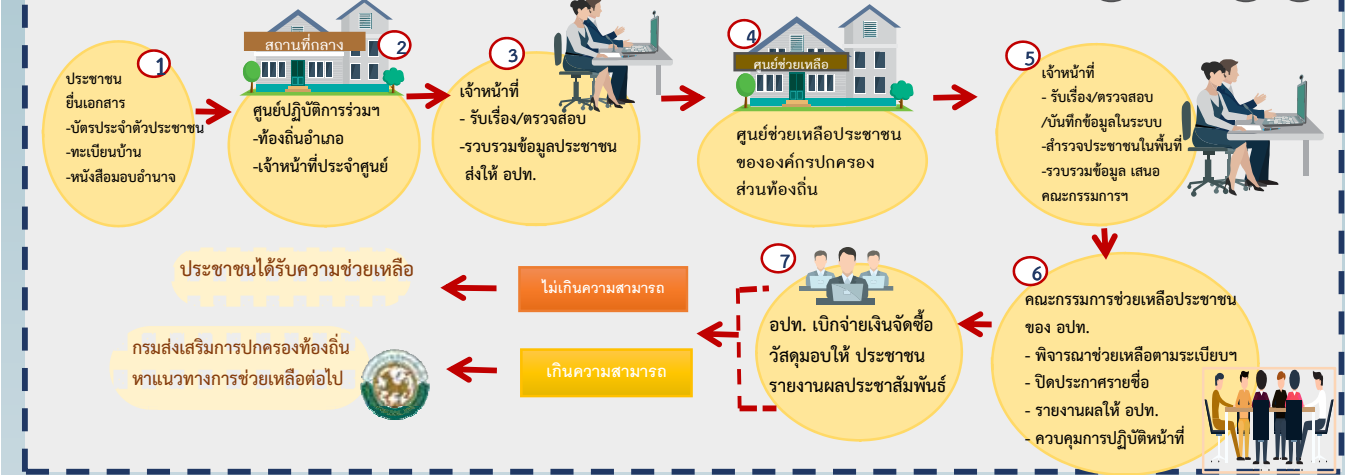 1
ประชาชน
ยื่นเอกสาร
-บัตรประจำตัวประชาชน
-ทะเบียนบ้าน
-หนังสือมอบอำนาจ
สถานที่กลาง
2
ศูนย์ปฏิบัติการร่วมฯ
-ท้องถิ่นอำเภอ
-เจ้าหน้าที่ประจำศูนย์
3
เจ้าหน้าที่
- รับเรื่อง/ตรวจสอบ
-รวบรวมข้อมูลประชาชน
ส่งให้ อปท.
4
ศูนย์ช่วยเหลือ
ศูนย์ช่วยเหลือประชาชน
ขององค์กรปกครอง
ส่วนท้องถิ่น
5
เจ้าหน้าที่
- รับเรื่อง/ตรวจสอบ
/บันทึกข้อมูลในระบบ
-สำรวจประชาชนในพื้นที่
-รวบรวมข้อมูล เสนอ
คณะกรรมการฯ
6
คณะกรรมการช่วยเหลือประชาชน
ของ อปท.
- พิจารณาช่วยเหลือตามระเบียบฯ
- ปิดประกาศรายชื่อ
- รายงานผลให้ อปท.
- ควบคุมการปฏิบัติหน้าที่
7
อปท. เบิกจ่ายเงินจัดซื้อ
วัสดุมอบให้ ประชาชน
รายงานผลประชาสัมพันธ์
ไม่เกินความสามารถ
ประชาชนได้รับความช่วยเหลือ
เกินความสามารถ
กรมส่งเสริมการปกครองท้องถิ่น
หาแนวทางการช่วยเหลือต่อไป